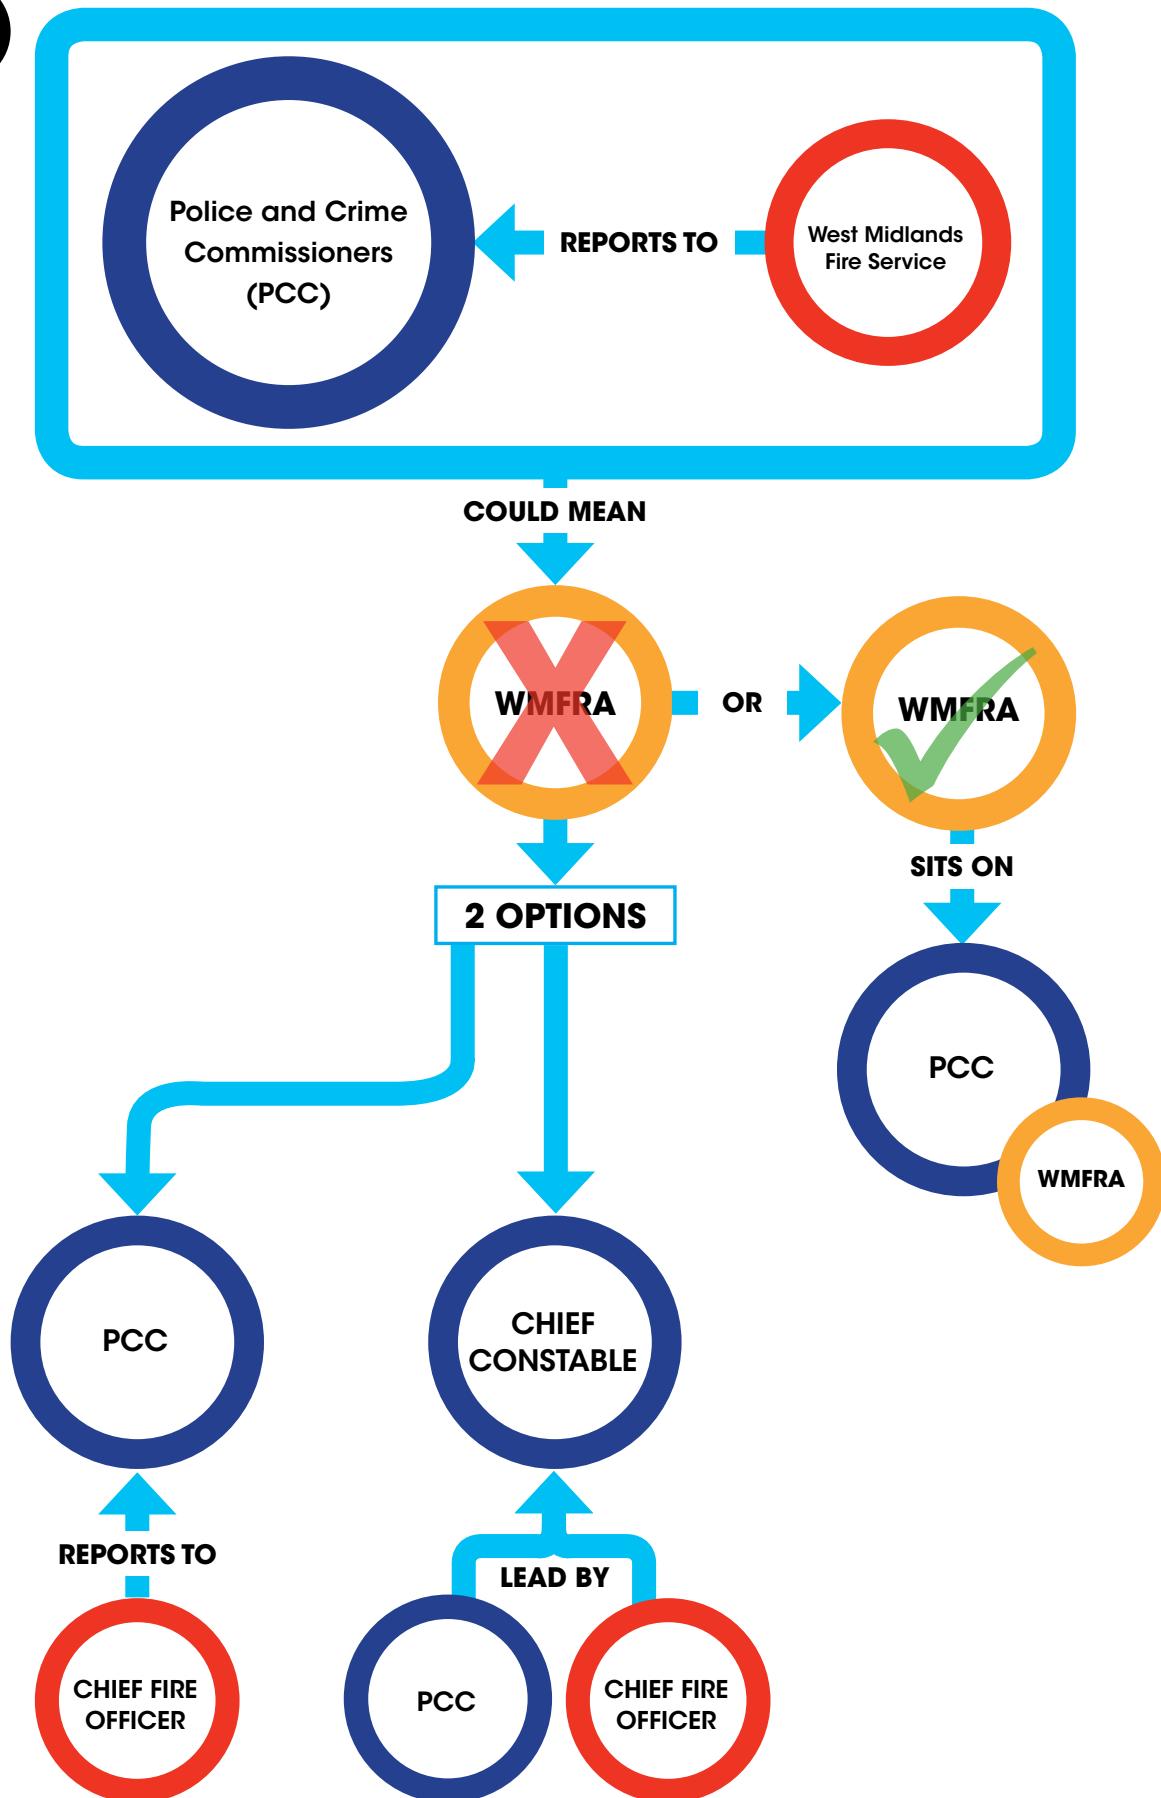 Police and Crime
Commissioners
(PCC)
REPORTS TO
West Midlands
Fire Service
COULD MEAN
WMFRA
OR
WMFRA
SITS ON
2 OPTIONS
PCC
WMFRA
PCC
CHIEF
CONSTABLE
REPORTS TO
LEAD BY
CHIEF FIRE
OFFICER
PCC
CHIEF FIRE
OFFICER